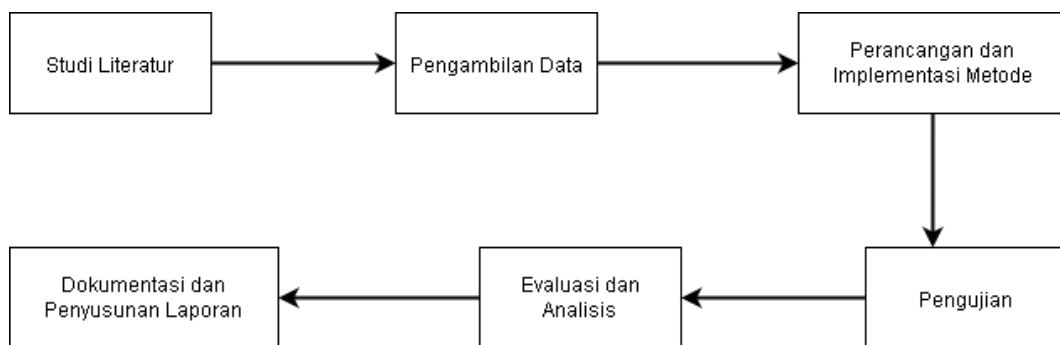 Studi Literatur
Pengambilan Data
Perancangan dan
Implementasi Metode
Pengujian
Evaluasi dan
Analisis
Dokumentasi dan
Penyusunan Laporan